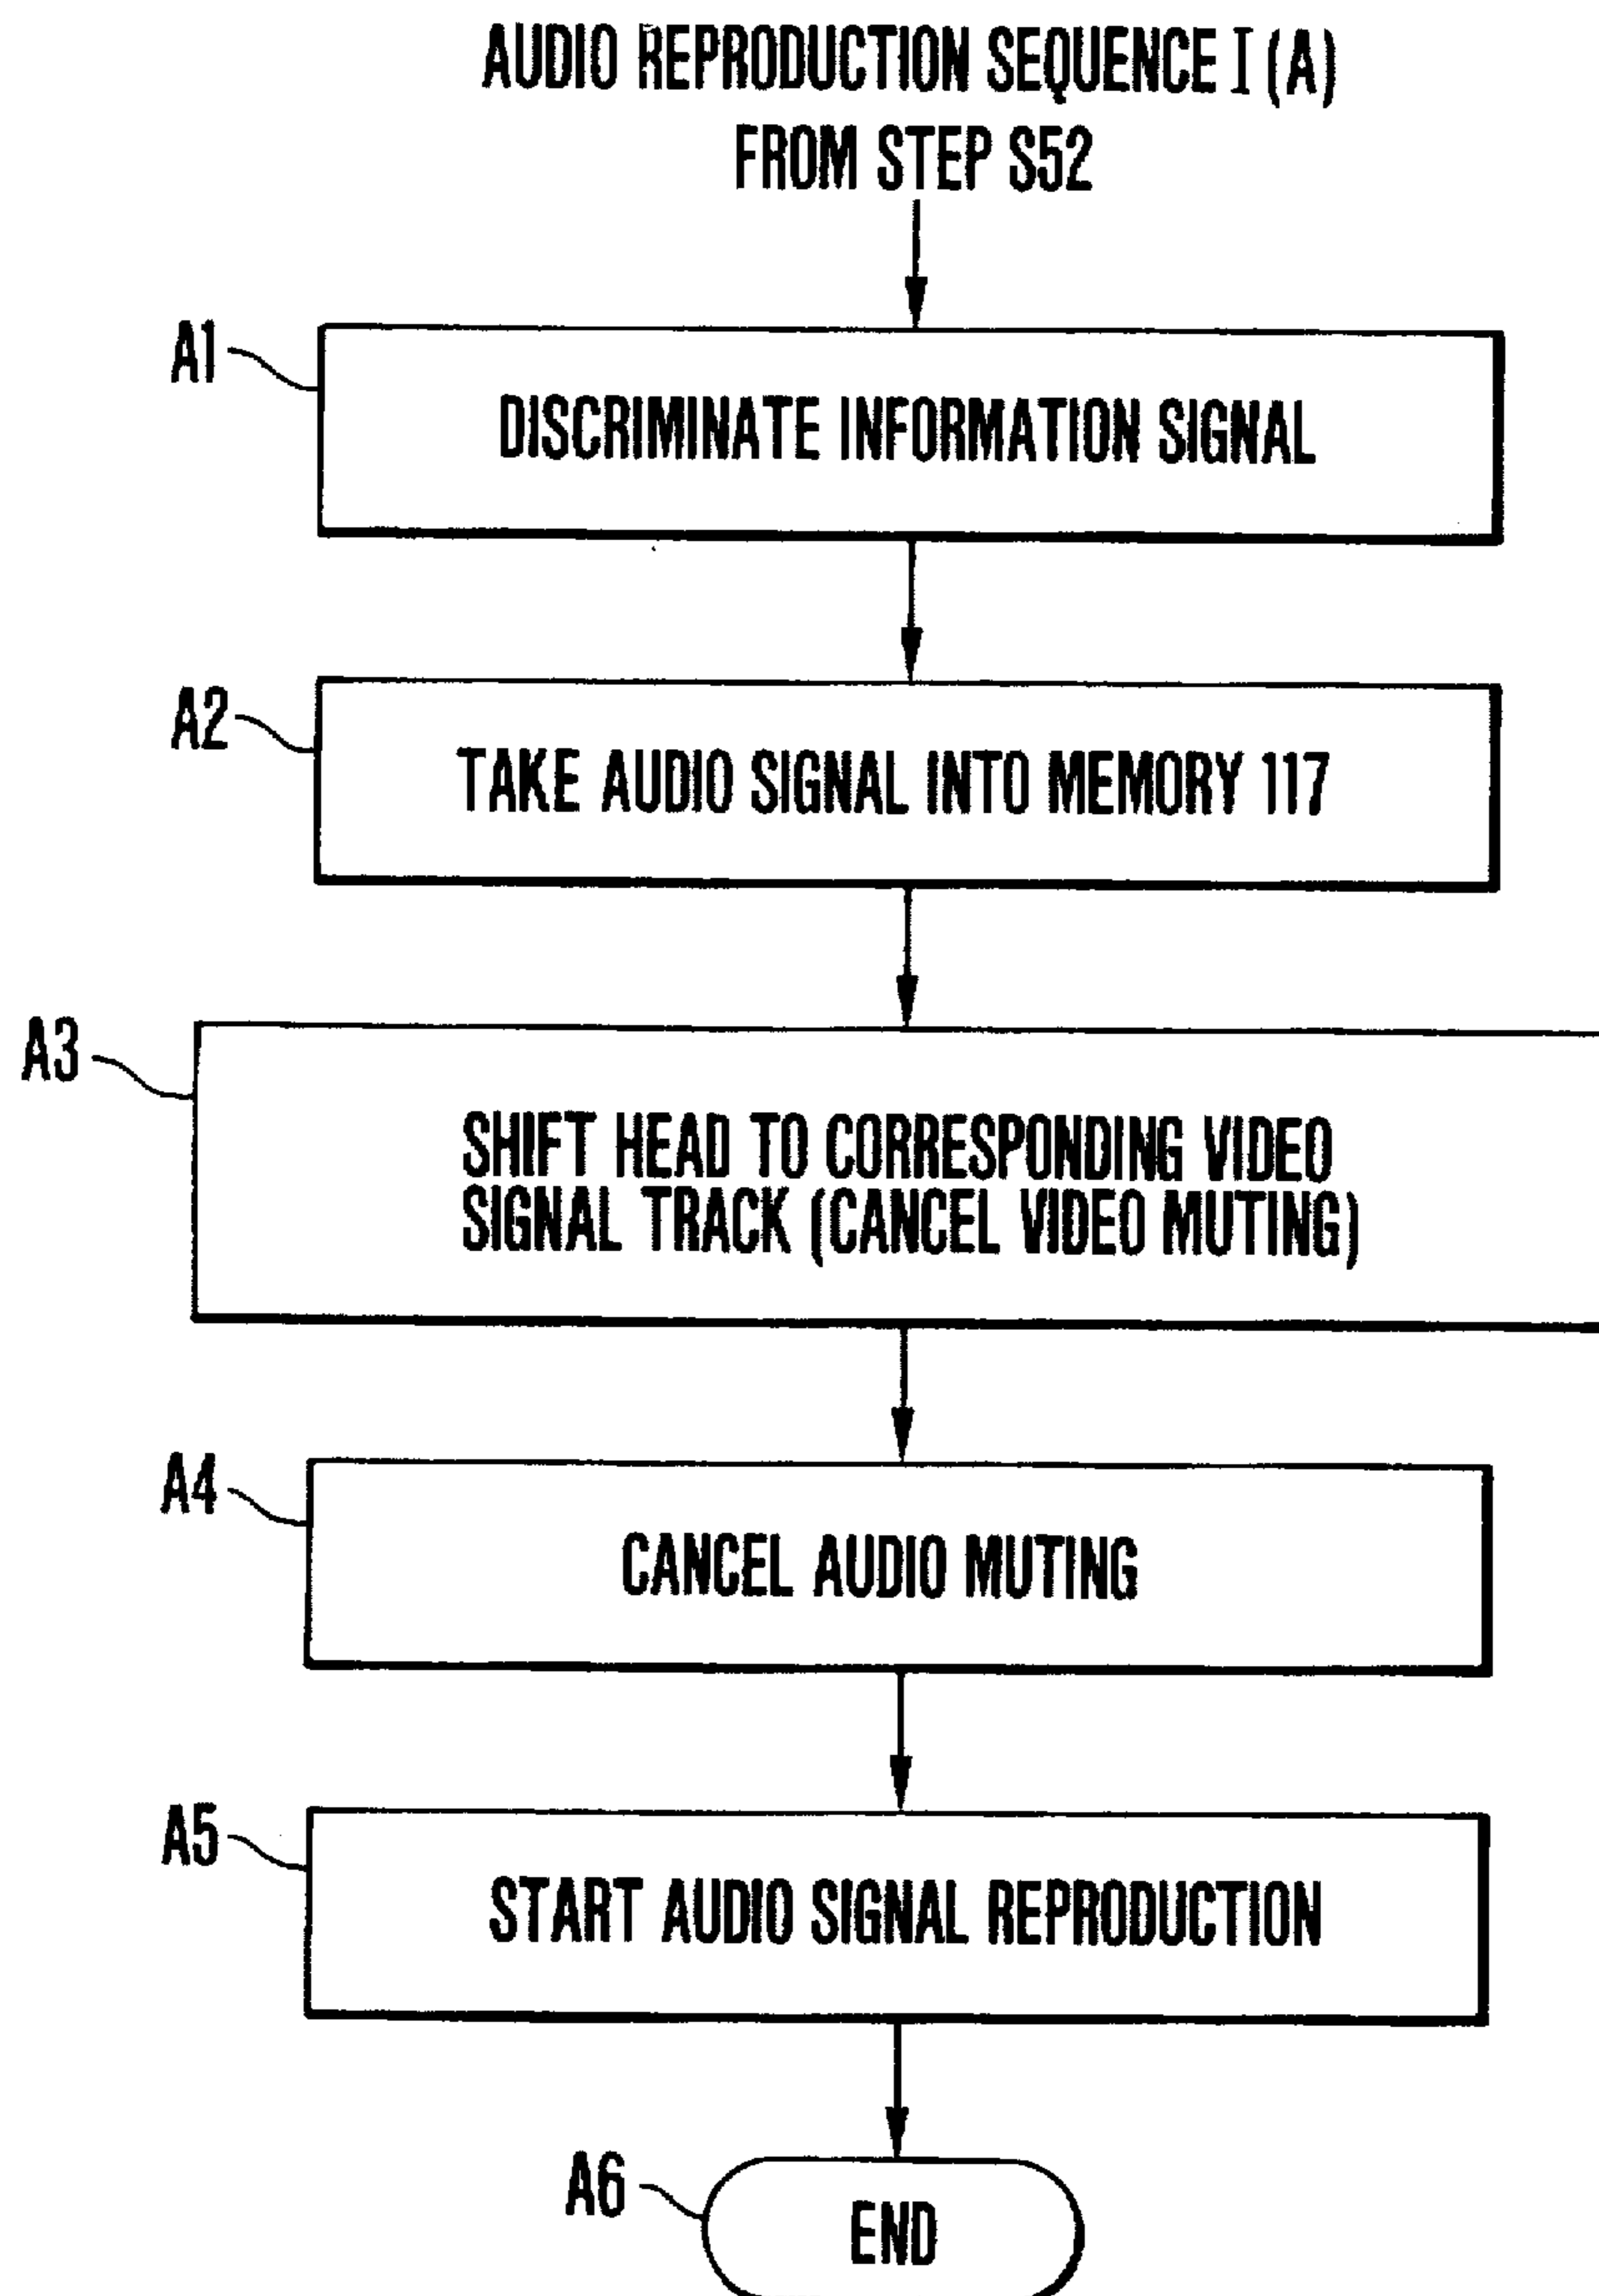 AUDIO REPRODUCTION SEQUENCE I (A)
FROM STEP S52
A1
DISCRIMINATE INFORMATION SIGNAL
A2
TAKE AUDIO SIGNAL INTO MEMORY 117
A3
SHIFT HEAD TO CORRESPONDING VIDEO
SIGNAL TRACK (CANCEL VIDEO MUTING)
A4
CANCEL AUDIO MUTING
A5
START AUDIO SIGNAL REPRODUCTION
A6
END